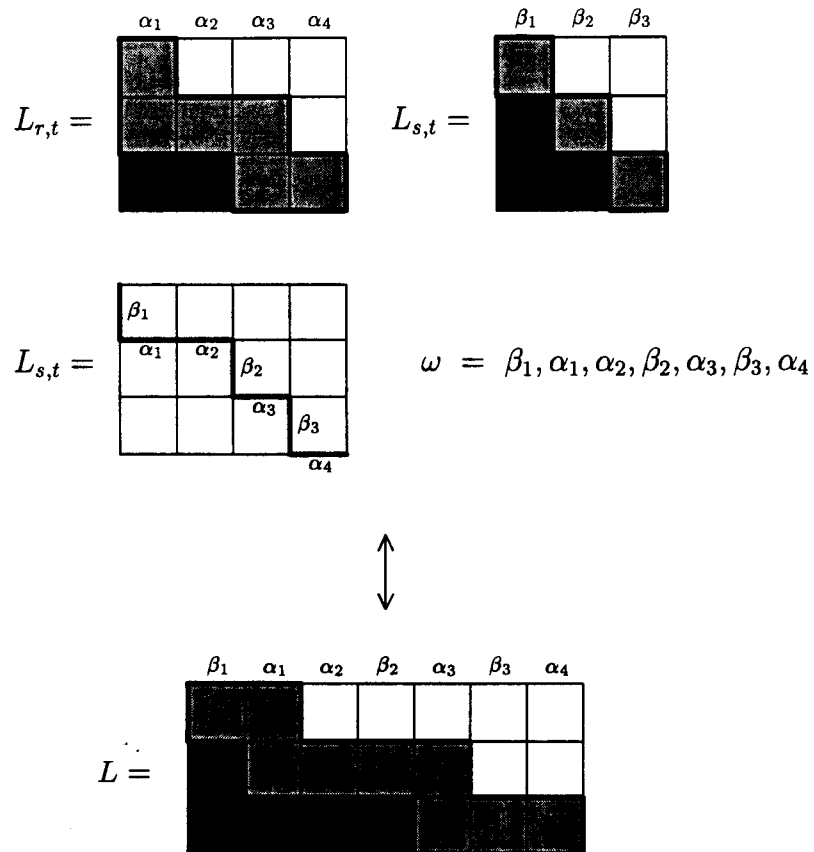 α₁ α₂ α₃ α₄ β₁ β₂ β₃
L_{r,t} = L_{s,t} =
β₁
α₁ α₂ β₂
L_{s,t} = ω = β₁, α₁, α₂, β₂, α₃, β₃, α₄
α₃ β₃
α₄
β₁ α₁ α₂ β₂ α₃ β₃ α₄
L =